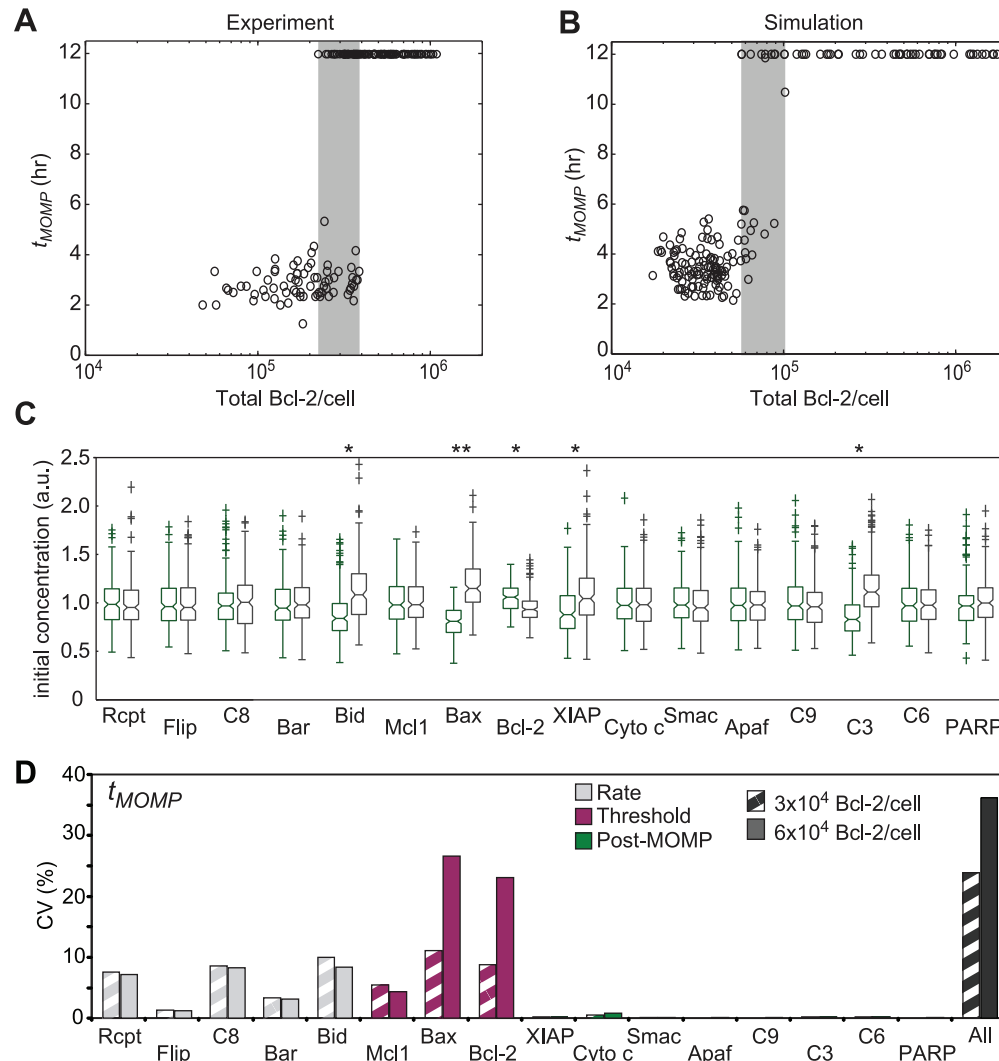 A
Experiment
B
Simulation
12
10
8
6
4
2
0
t_MOMP (hr)
10^4
10^5
10^6
Total Bcl-2/cell
12
10
8
6
4
2
0
t_MOMP (hr)
10^4
10^5
10^6
Total Bcl-2/cell
C
* ** * * *
2.5
2.0
1.5
1.0
0.5
0
initial concentration (a.u.)
Rcpt Flip C8 Bar Bid Mcl1 Bax Bcl-2 XIAP Cyto c Smac Apaf C9 C3 C6 PARP
D
t_MOMP
Rate
Threshold
Post-MOMP
3x10^4 Bcl-2/cell
6x10^4 Bcl-2/cell
40
30
20
10
0
CV (%)
Rcpt Flip C8 Bar Bid Mcl1 Bax Bcl-2 XIAP Cyto c Smac Apaf C9 C3 C6 PARP All